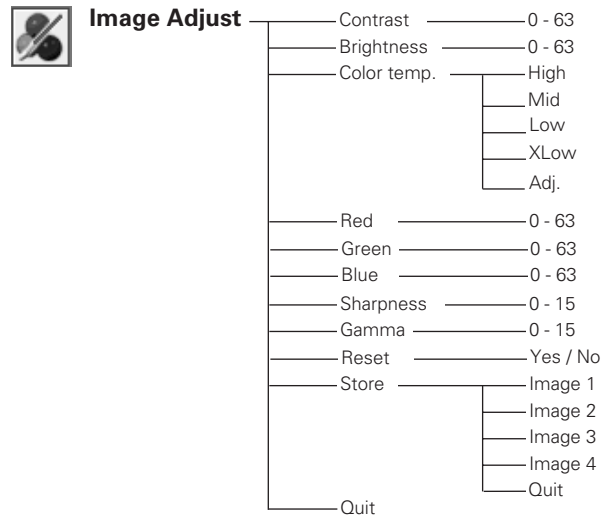 Image Adjust Contrast 0 - 63
Brightness 0 - 63
Color temp. High
Mid
Low
XLow
Adj.
Red 0 - 63
Green 0 - 63
Blue 0 - 63
Sharpness 0 - 15
Gamma 0 - 15
Reset Yes / No
Store Image 1
Image 2
Image 3
Image 4
Quit
Quit